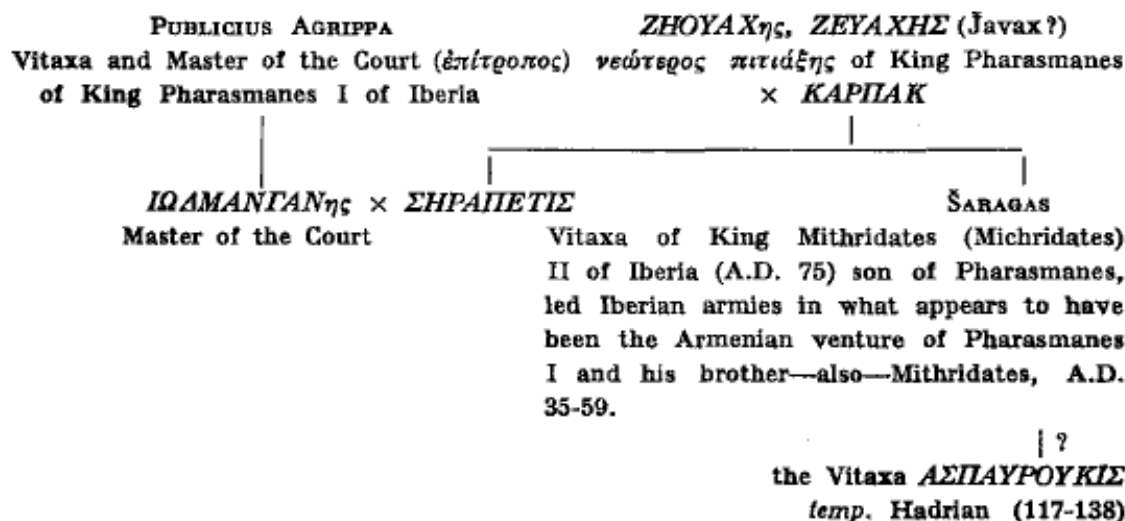 PUBLICIUS AGRIPPA
Vitaxa and Master of the Court (ἐπίτροπος)
of King Pharasmanes I of Iberia
ΖΗΟΥΑΧης, ΖΕΥΑΧΗΣ (J̌avax?)
νεώτερος πιτιάξης of King Pharasmanes
× ΚΑΡΠΑΚ
ΙΩΔΜΑΝΓΑΝης × ΣΗΡΑΠΕΤΙΣ
Master of the Court
ŠARAGAS
Vitaxa of King Mithridates (Michridates)
II of Iberia (A.D. 75) son of Pharasmanes,
led Iberian armies in what appears to have
been the Armenian venture of Pharasmanes
I and his brother—also—Mithridates, A.D.
35-59.
?
the Vitaxa ΑΣΠΑΥΡΟΥΚΙΣ
temp. Hadrian (117-138)